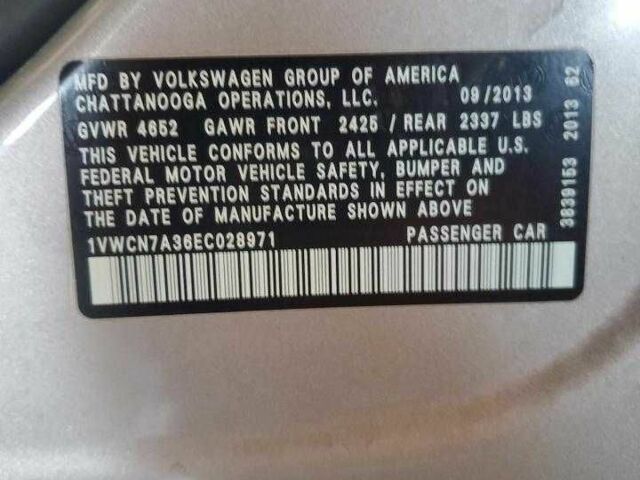 MFD BY VOLKSWAGEN GROUP OF AMERICA
CHATTANOOGA OPERATIONS, LLC. 09/2013
GVWR 4652 GAWR FRONT 2425 / REAR 2337 LBS
THIS VEHICLE CONFORMS TO ALL APPLICABLE U.S.
FEDERAL MOTOR VEHICLE SAFETY, BUMPER AND
THEFT PREVENTION STANDARDS IN EFFECT ON
THE DATE OF MANUFACTURE SHOWN ABOVE
1VWCN7A36EC028971 PASSENGER CAR
3839153 2013 62